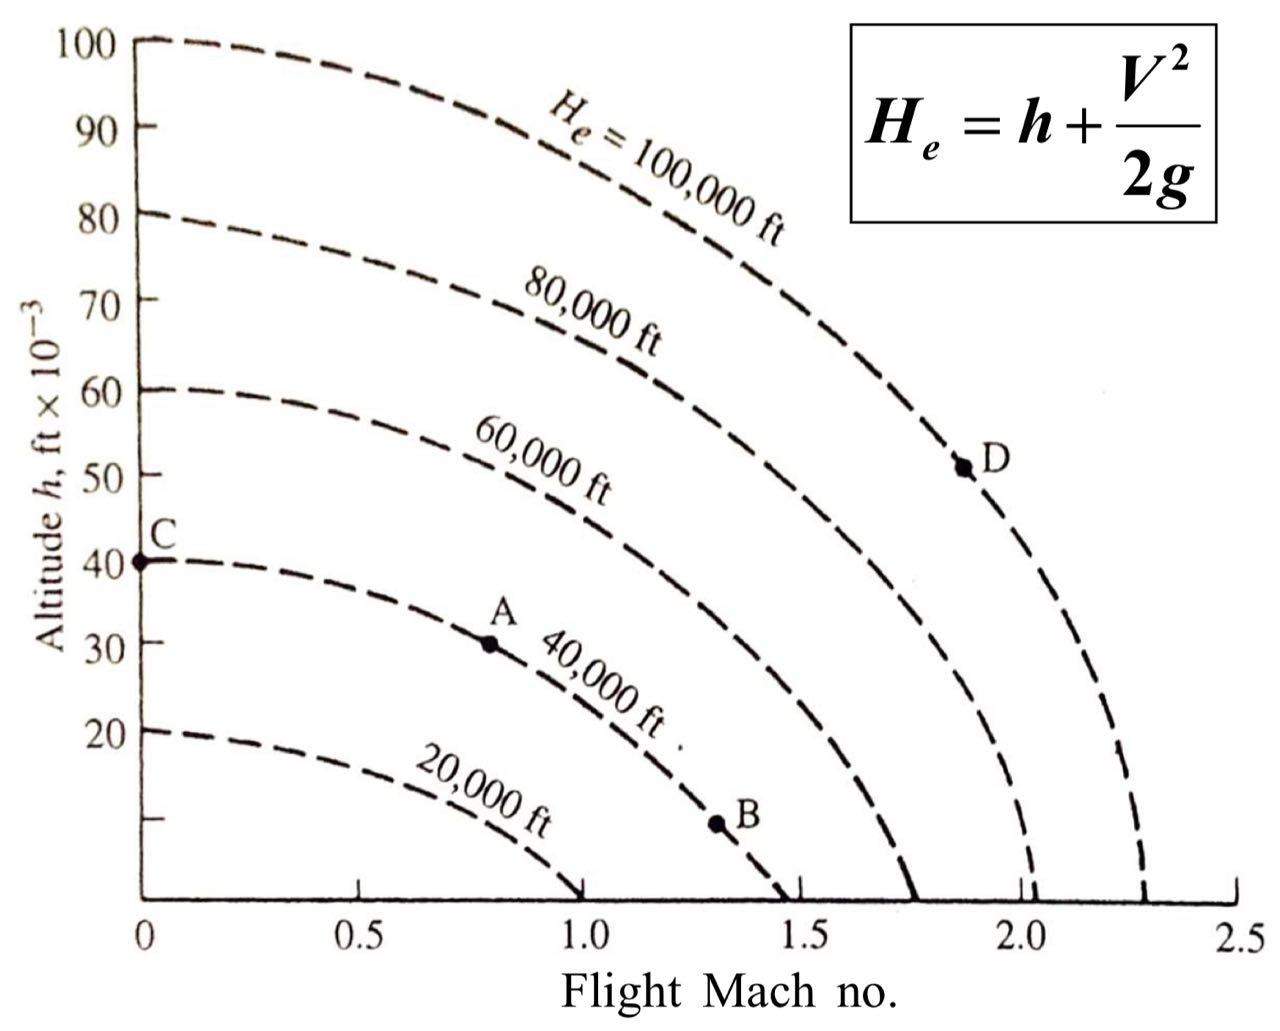 100
90
80
70
60
50
40
30
20
Altitude h, ft × 10⁻³
H_e = h + V²/2g
H_e = 100,000 ft
80,000 ft
60,000 ft
40,000 ft
20,000 ft
C
A
B
D
0 0.5 1.0 1.5 2.0 2.5
Flight Mach no.